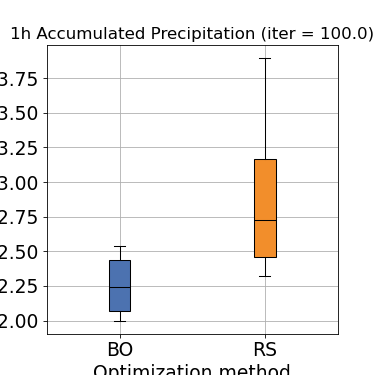 1h Accumulated Precipitation (iter = 100.0)
3.75
3.50
3.25
3.00
2.75
2.50
2.25
2.00
BO RS
Optimization method